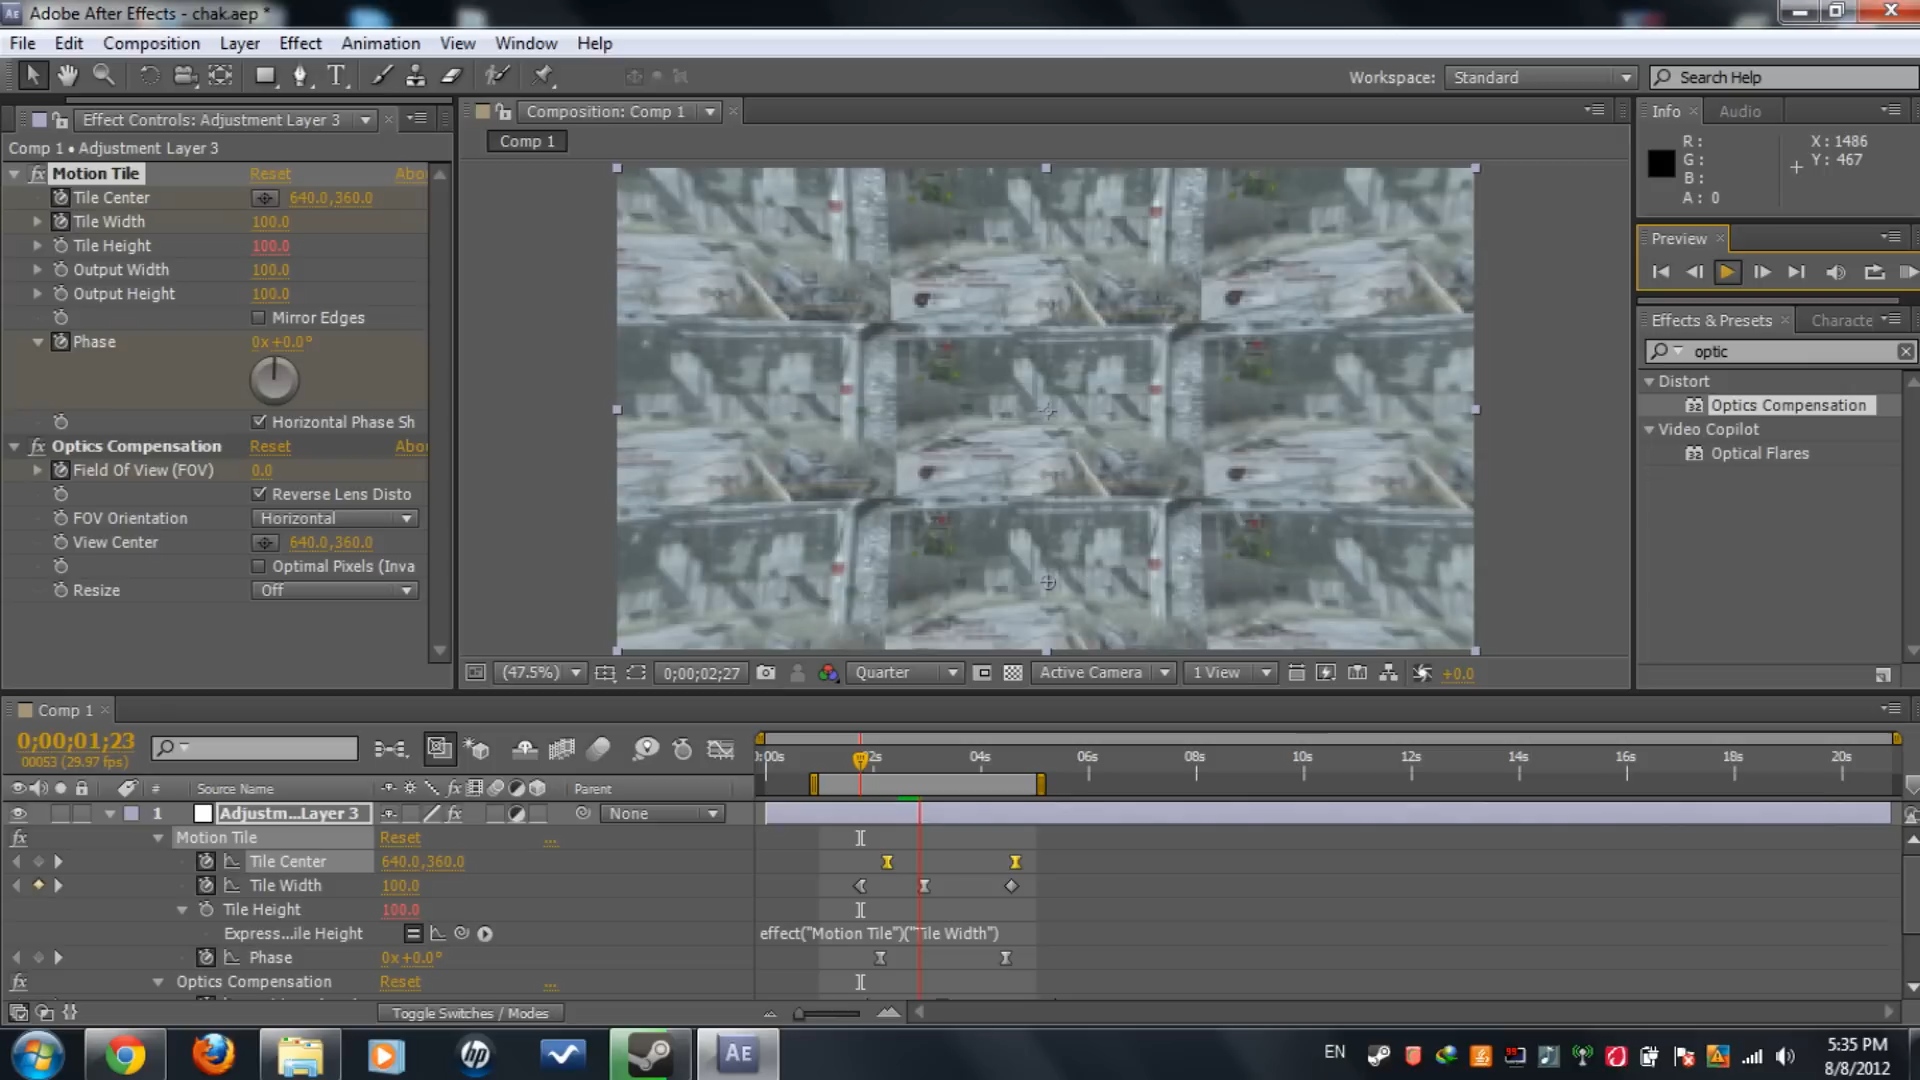 Adobe After Effects - chak.aep *
File Edit Composition Layer Effect Animation View Window Help
Workspace: Standard Search Help
Effect Controls: Adjustment Layer 3
Comp 1 • Adjustment Layer 3
Motion Tile Reset Abo
Tile Center 640.0,360.0
Tile Width 100.0
Tile Height 100.0
Output Width 100.0
Output Height 100.0
Mirror Edges
Phase 0x+0.0°
Horizontal Phase Sh
Optics Compensation Reset Abo
Field Of View (FOV) 0.0
Reverse Lens Disto
FOV Orientation Horizontal
View Center 640.0,360.0
Optimal Pixels (Inva
Resize Off
Composition: Comp 1
Comp 1
(47.5%) 0;00;02;27 Quarter Active Camera 1 View +0.0
Info Audio
R: X: 1486
G: Y: 467
B:
A: 0
Preview
Effects & Presets Characte
optic
Distort
Optics Compensation
Video Copilot
Optical Flares
Comp 1
0;00;01;23
00053 (29.97 fps)
):00s 02s 04s 06s 08s 10s 12s 14s 16s 18s 20s
# Source Name Parent
1 Adjustm...Layer 3 None
Motion Tile Reset ...
Tile Center 640.0,360.0
Tile Width 100.0
Tile Height 100.0
Express...ile Height effect("Motion Tile")("Tile Width")
Phase 0x+0.0°
Optics Compensation Reset ...
Toggle Switches / Modes
hp AE EN 5:35 PM
8/8/2012